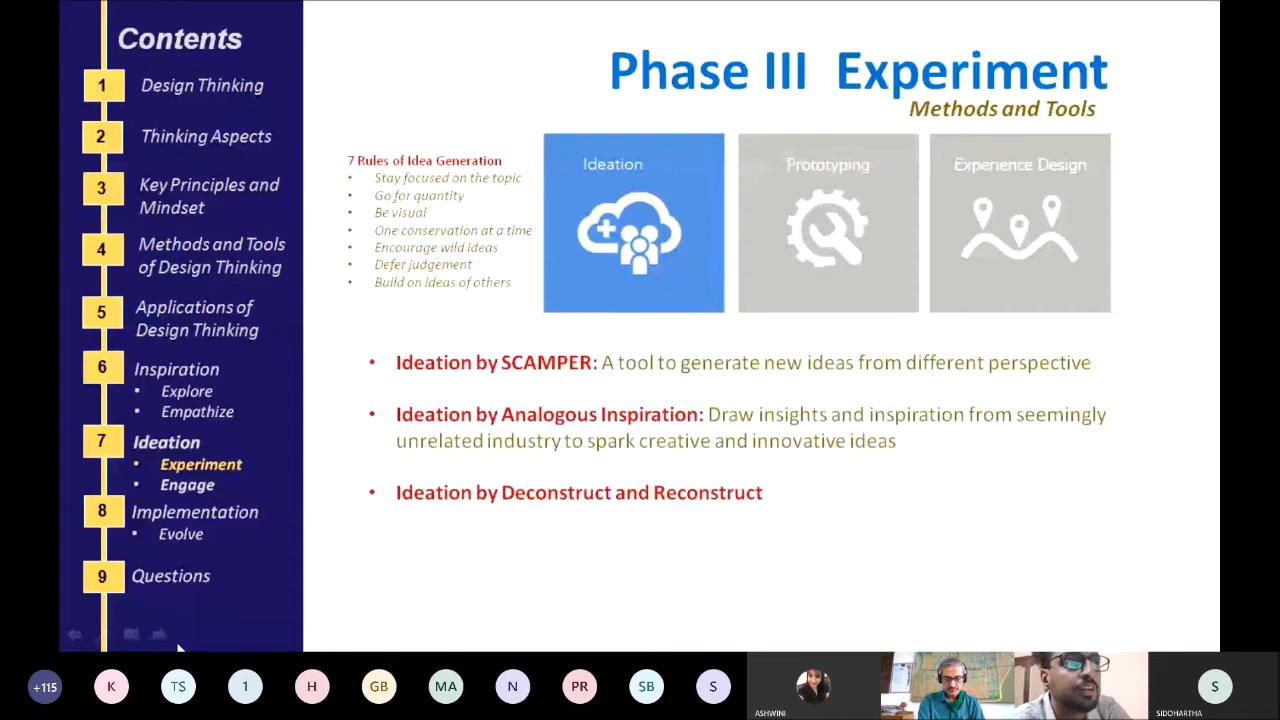 Contents
1 Design Thinking
2 Thinking Aspects
3 Key Principles and
Mindset
4 Methods and Tools
of Design Thinking
5 Applications of
Design Thinking
6 Inspiration
• Explore
• Empathize
7 Ideation
• Experiment
• Engage
8 Implementation
• Evolve
9 Questions
Phase III Experiment
Methods and Tools
7 Rules of Idea Generation
• Stay focused on the topic
• Go for quantity
• Be visual
• One conservation at a time
• Encourage wild ideas
• Defer judgement
• Build on ideas of others
Ideation
Prototyping
Experience Design
• Ideation by SCAMPER: A tool to generate new ideas from different perspective
• Ideation by Analogous Inspiration: Draw insights and inspiration from seemingly
unrelated industry to spark creative and innovative ideas
• Ideation by Deconstruct and Reconstruct
+115 K TS 1 H GB MA N PR SB S S
ASHWINI
SIDDHARTHA